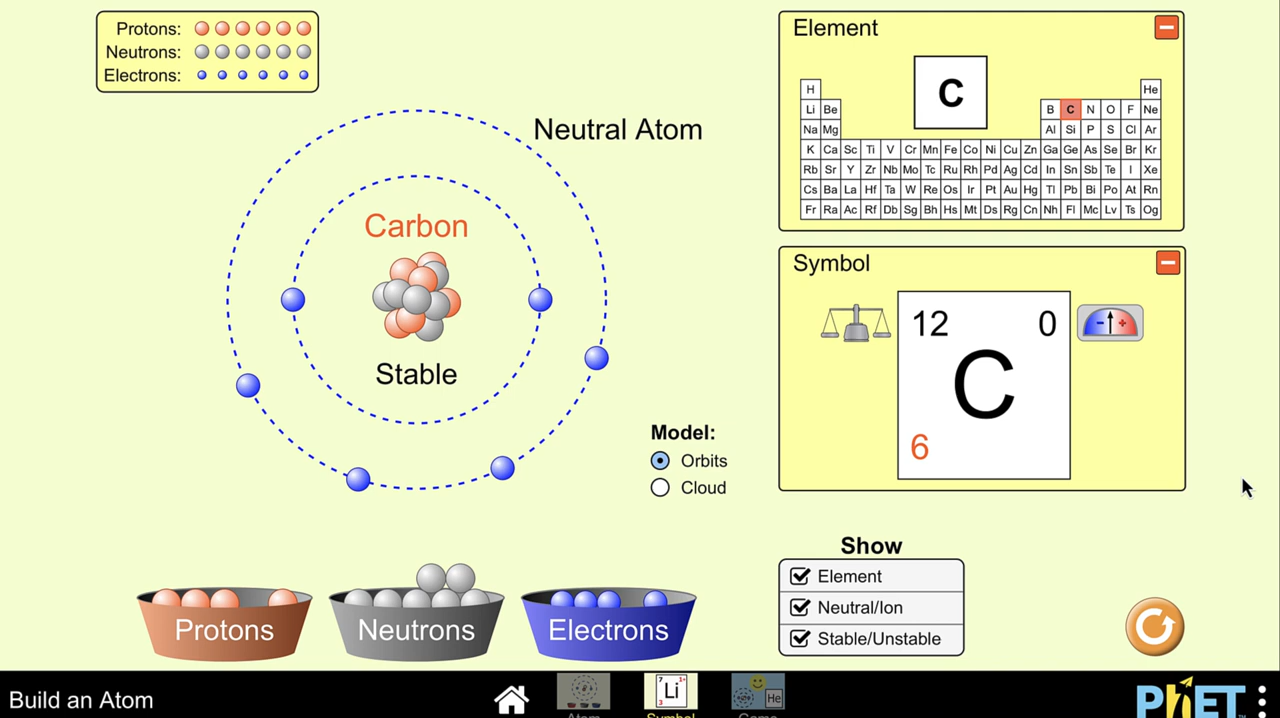 Protons:
Neutrons:
Electrons:
Neutral Atom
Carbon
Stable
Model:
Orbits
Cloud
Protons
Neutrons
Electrons
Element
C
H He
Li Be B C N O F Ne
Na Mg Al Si P S Cl Ar
K Ca Sc Ti V Cr Mn Fe Co Ni Cu Zn Ga Ge As Se Br Kr
Rb Sr Y Zr Nb Mo Tc Ru Rh Pd Ag Cd In Sn Sb Te I Xe
Cs Ba La Hf Ta W Re Os Ir Pt Au Hg Tl Pb Bi Po At Rn
Fr Ra Ac Rf Db Sg Bh Hs Mt Ds Rg Cn Nh Fl Mc Lv Ts Og
Symbol
12 0
C
6
- +
Show
Element
Neutral/Ion
Stable/Unstable
Build an Atom
7 1+
Li
3
Symbol
He
PhET